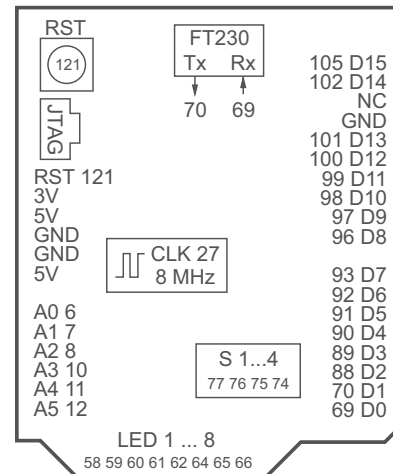 RST
121
JTAG
FT230
Tx Rx
70 69
RST 121
3V
5V
GND
GND
5V
A0 6
A1 7
A2 8
A3 10
A4 11
A5 12
CLK 27
8 MHz
S 1...4
77 76 75 74
105 D15
102 D14
NC
GND
101 D13
100 D12
99 D11
98 D10
97 D9
96 D8
93 D7
92 D6
91 D5
90 D4
89 D3
88 D2
70 D1
69 D0
LED 1 ... 8
58 59 60 61 62 64 65 66